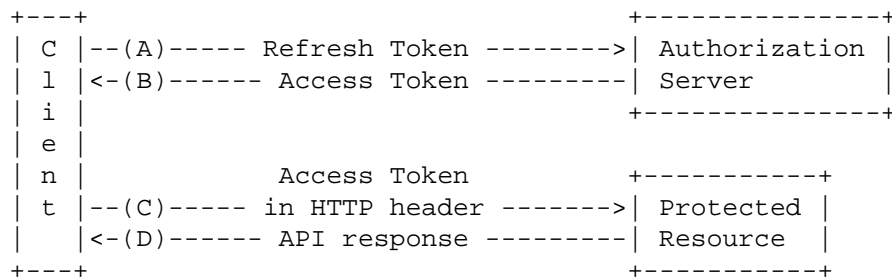 +---+                                  +---------------+
| C |--(A)----- Refresh Token -------->| Authorization |
| l |<-(B)------ Access Token ---------| Server        |
| i |                                  +---------------+
| e |
| n |            Access Token          +-----------+
| t |--(C)----- in HTTP header ------->| Protected |
|   |<-(D)------ API response ---------| Resource  |
+---+                                  +-----------+